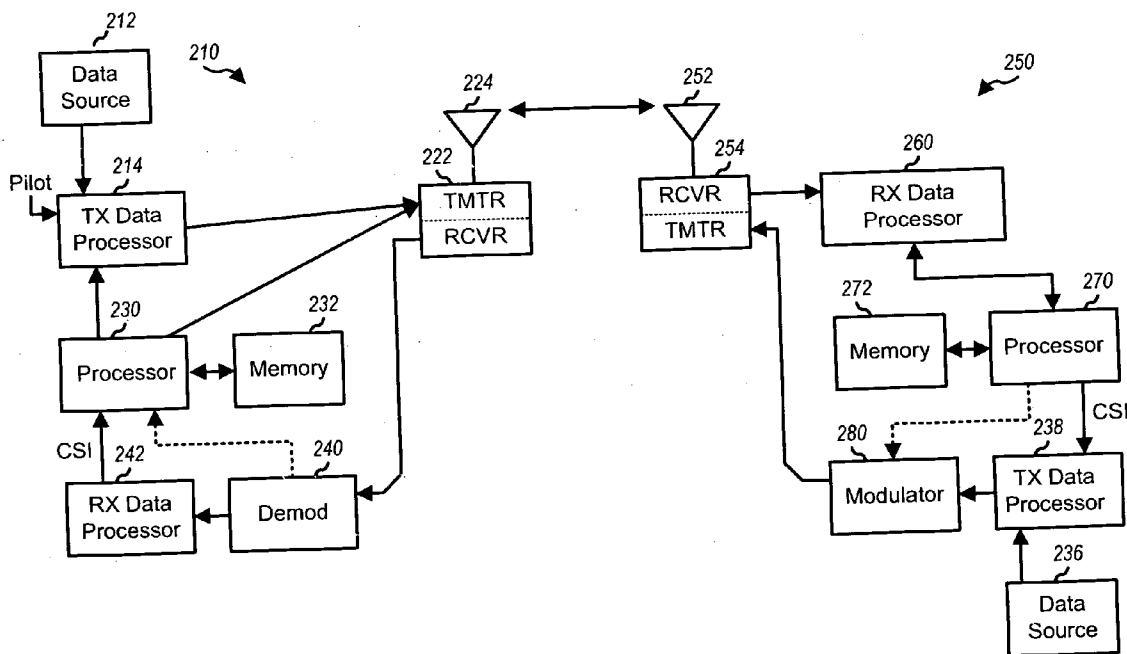 212
210
Data
Source
224
252
250
Pilot
214
TX Data
Processor
222
TMTR
RCVR
254
RCVR
TMTR
260
RX Data
Processor
230
Processor
232
Memory
272
Memory
270
Processor
CSI
242
RX Data
Processor
240
Demod
280
Modulator
CSI
238
TX Data
Processor
236
Data
Source